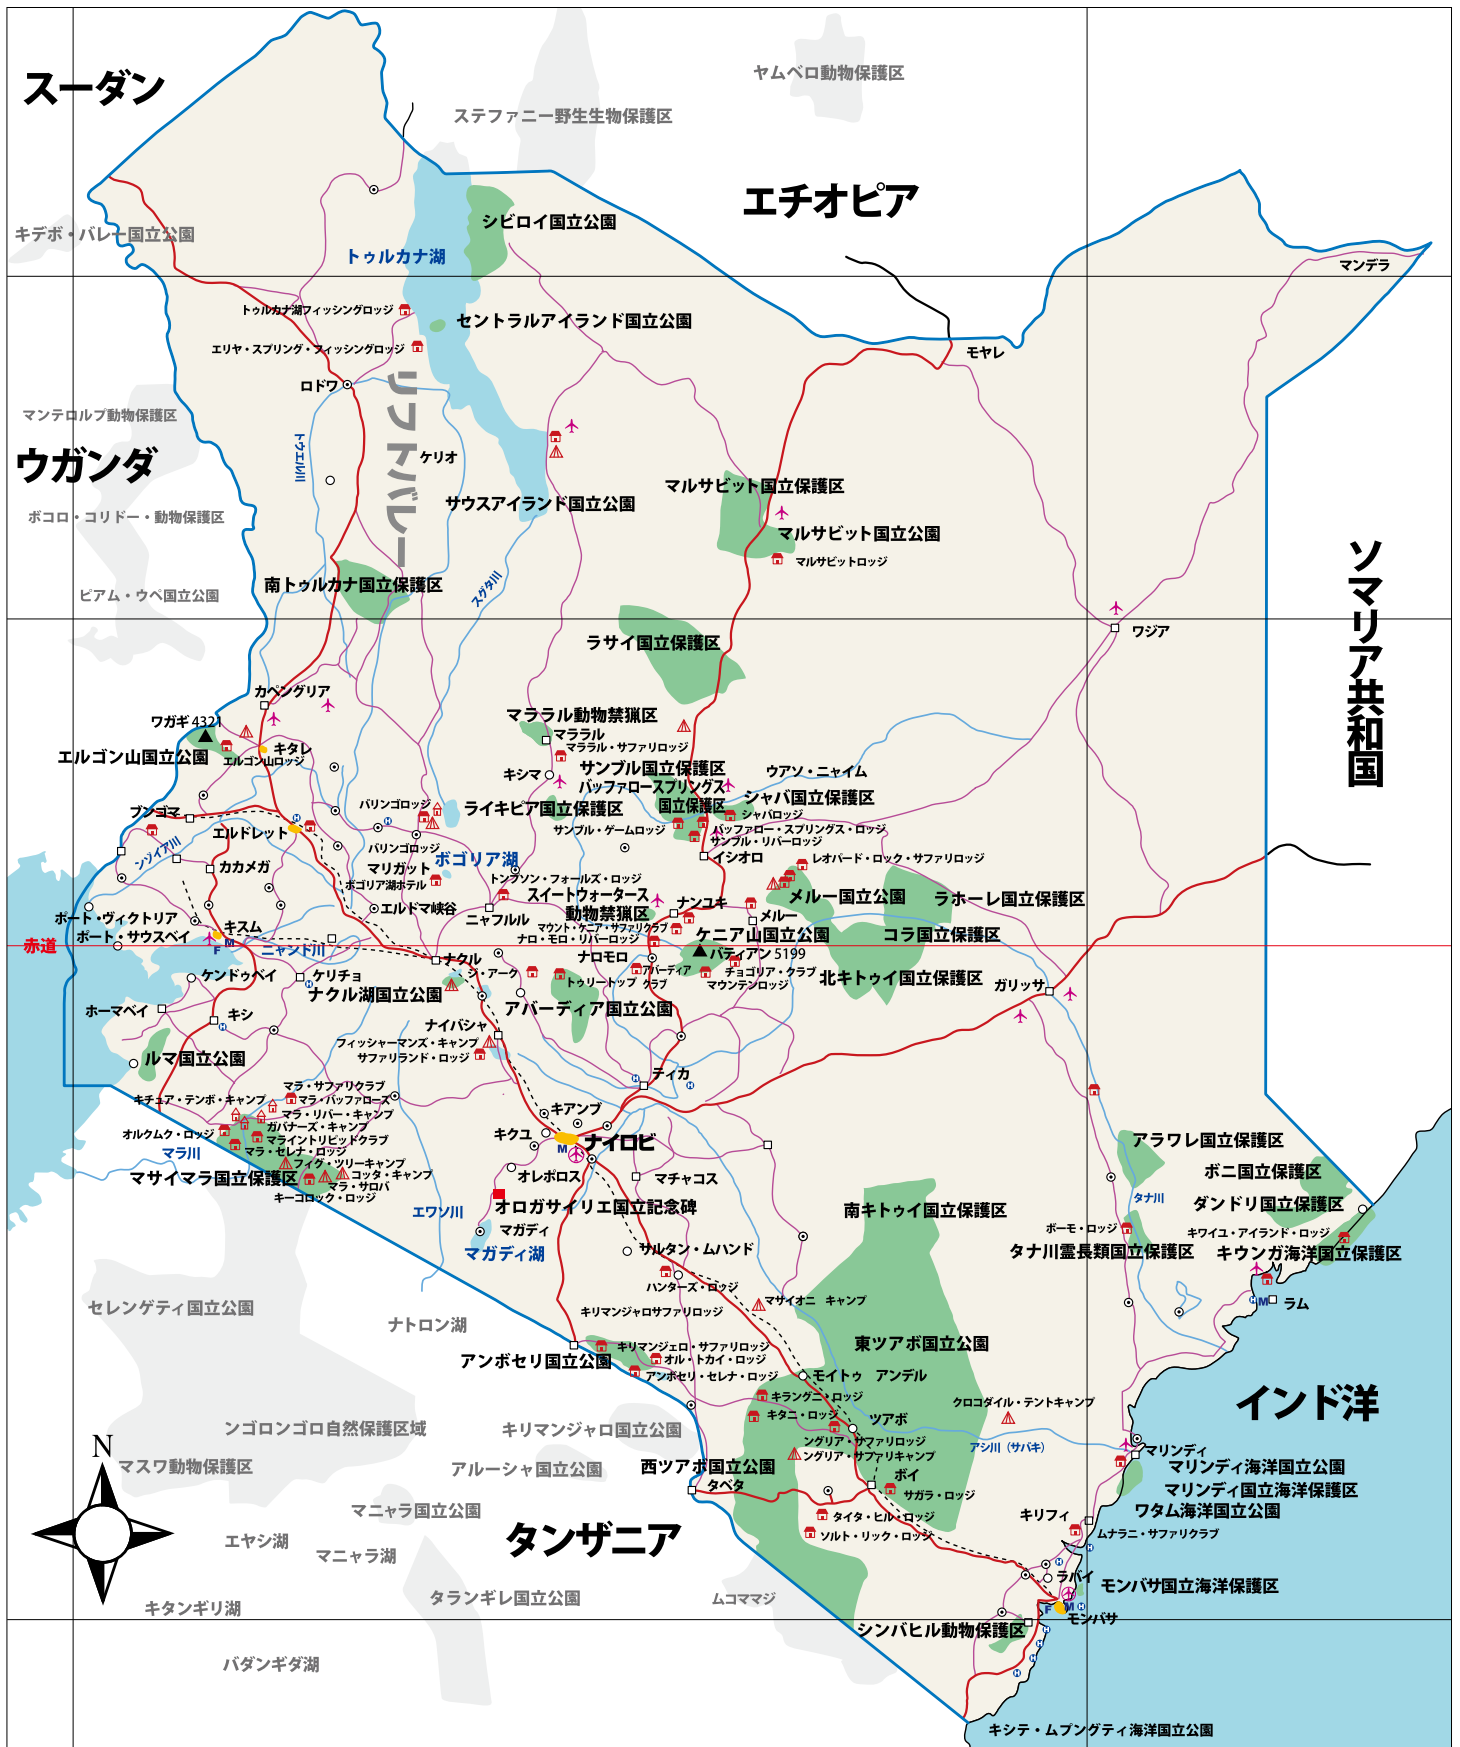 スーダン
ヤムベロ動物保護区
ステファニー野生生物保護区
エチオピア
シビロイ国立公園
キデポ・バレー国立公園
トゥルカナ湖
マンデラ
トゥルカナ湖フィッシングロッジ
セントラルアイランド国立公園
エリヤ・スプリング・フィッシングロッジ
モヤレ
ロドワ
リフトバレー
マンテロルプ動物保護区
トウエル川
ケリオ
ウガンダ
マルサビット国立保護区
サウスアイランド国立公園
ボコロ・コリドー・動物保護区
マルサビット国立公園
マルサビットロッジ
ソマリア共和国
南トゥルカナ国立保護区
スグタ川
ピアム・ウペ国立公園
ワジア
ラサイ国立保護区
カペングリア
マララル動物禁猟区
ワガギ 4321
マララル
キタレ
マララル・サファリロッジ
エルゴン山国立公園
エルゴン山ロッジ
キシマ
サンブル国立保護区
ウアソ・ニャイム
バッファロースプリングス
国立保護区
シャバ国立保護区
バリンゴロッジ
ライキピア国立保護区
ブンゴマ
シャバロッジ
エルドレット
サンブル・ゲームロッジ
バッファロー・スプリングス・ロッジ
サンブル・リバーロッジ
バリンゴロッジ
ンゾイア川
イシオロ
レオパード・ロック・サファリロッジ
ボゴリア湖
カカメガ
マリガット
トンプソン・フォールズ・ロッジ
ボゴリア湖ホテル
スイートウォータース
動物禁猟区
メルー国立公園
ラホーレ国立保護区
ナンユキ
エルドマ峡谷
ニャフルル
メルー
ポート・ヴィクトリア
マウント・ケニア・サファリクラブ
キスム
ポート・サウスベイ
ケニア山国立公園
コラ国立保護区
ナロ・モロ・リバーロッジ
赤道
ニャンド川
ナロモロ
バティアン 5199
ナクル
ジ・アーク
アバーディア
クラブ
チョゴリア・クラブ
ケンドゥベイ
ケリチョ
トゥリートップ
マウンテンロッジ
北キトゥイ国立保護区
ガリッサ
ナクル湖国立公園
ホーマベイ
キシ
アバーディア国立公園
ナイバシャ
フィッシャーマンズ・キャンプ
サファリランド・ロッジ
ルマ国立公園
ティカ
マラ・サファリクラブ
キチュア・テンボ・キャンプ
マラ・バッファローズ
マラ・リバー・キャンプ
キアンブ
ガバナーズ・キャンプ
オルクムク・ロッジ
マライントリピッドクラブ
キクユ
ナイロビ
アラワレ国立保護区
マラ川
マラ・セレナ・ロッジ
フィグ・ツリーキャンプ
ボニ国立保護区
マサイマラ国立保護区
コッタ・キャンプ
マラ・サロバ
キーコロック・ロッジ
オレポロス
マチャコス
タナ川
ダンドリ国立保護区
オロガサイリエ国立記念碑
エワソ川
南キトゥイ国立保護区
ボーモ・ロッジ
キワイユ・アイランド・ロッジ
マガディ
マガディ湖
サルタン・ムハンド
タナ川霊長類国立保護区
キウンガ海洋国立保護区
ハンターズ・ロッジ
マサイオニ キャンプ
ラム
セレンゲティ国立公園
キリマンジャロサファリロッジ
ナトロン湖
東ツアボ国立公園
キリマンジェロ・サファリロッジ
アンボセリ国立公園
オル・トカイ・ロッジ
アンボセリ・セレナ・ロッジ
モイトゥ アンデル
キラングニ・ロッジ
クロコダイル・テントキャンプ
インド洋
キタニ・ロッジ
ツアボ
ンゴロンゴロ自然保護区域
キリマンジャロ国立公園
ングリア・サファリロッジ
アシ川（サバキ）
マリンディ
ングリア・サファリキャンプ
N
マスワ動物保護区
アルーシャ国立公園
西ツアボ国立公園
マリンディ海洋国立公園
タベタ
ボイ
サガラ・ロッジ
マリンディ国立海洋保護区
マニャラ国立公園
ワタム海洋国立公園
タイタ・ヒル・ロッジ
キリフィ
エヤシ湖
タンザニア
ソルト・リック・ロッジ
ムナラニ・サファリクラブ
マニャラ湖
ラバイ
モンバサ国立海洋保護区
キタンギリ湖
タランギレ国立公園
ムコマジ
モンバサ
シンバヒル動物保護区
バダンギダ湖
キシテ・ムプングティ海洋国立公園